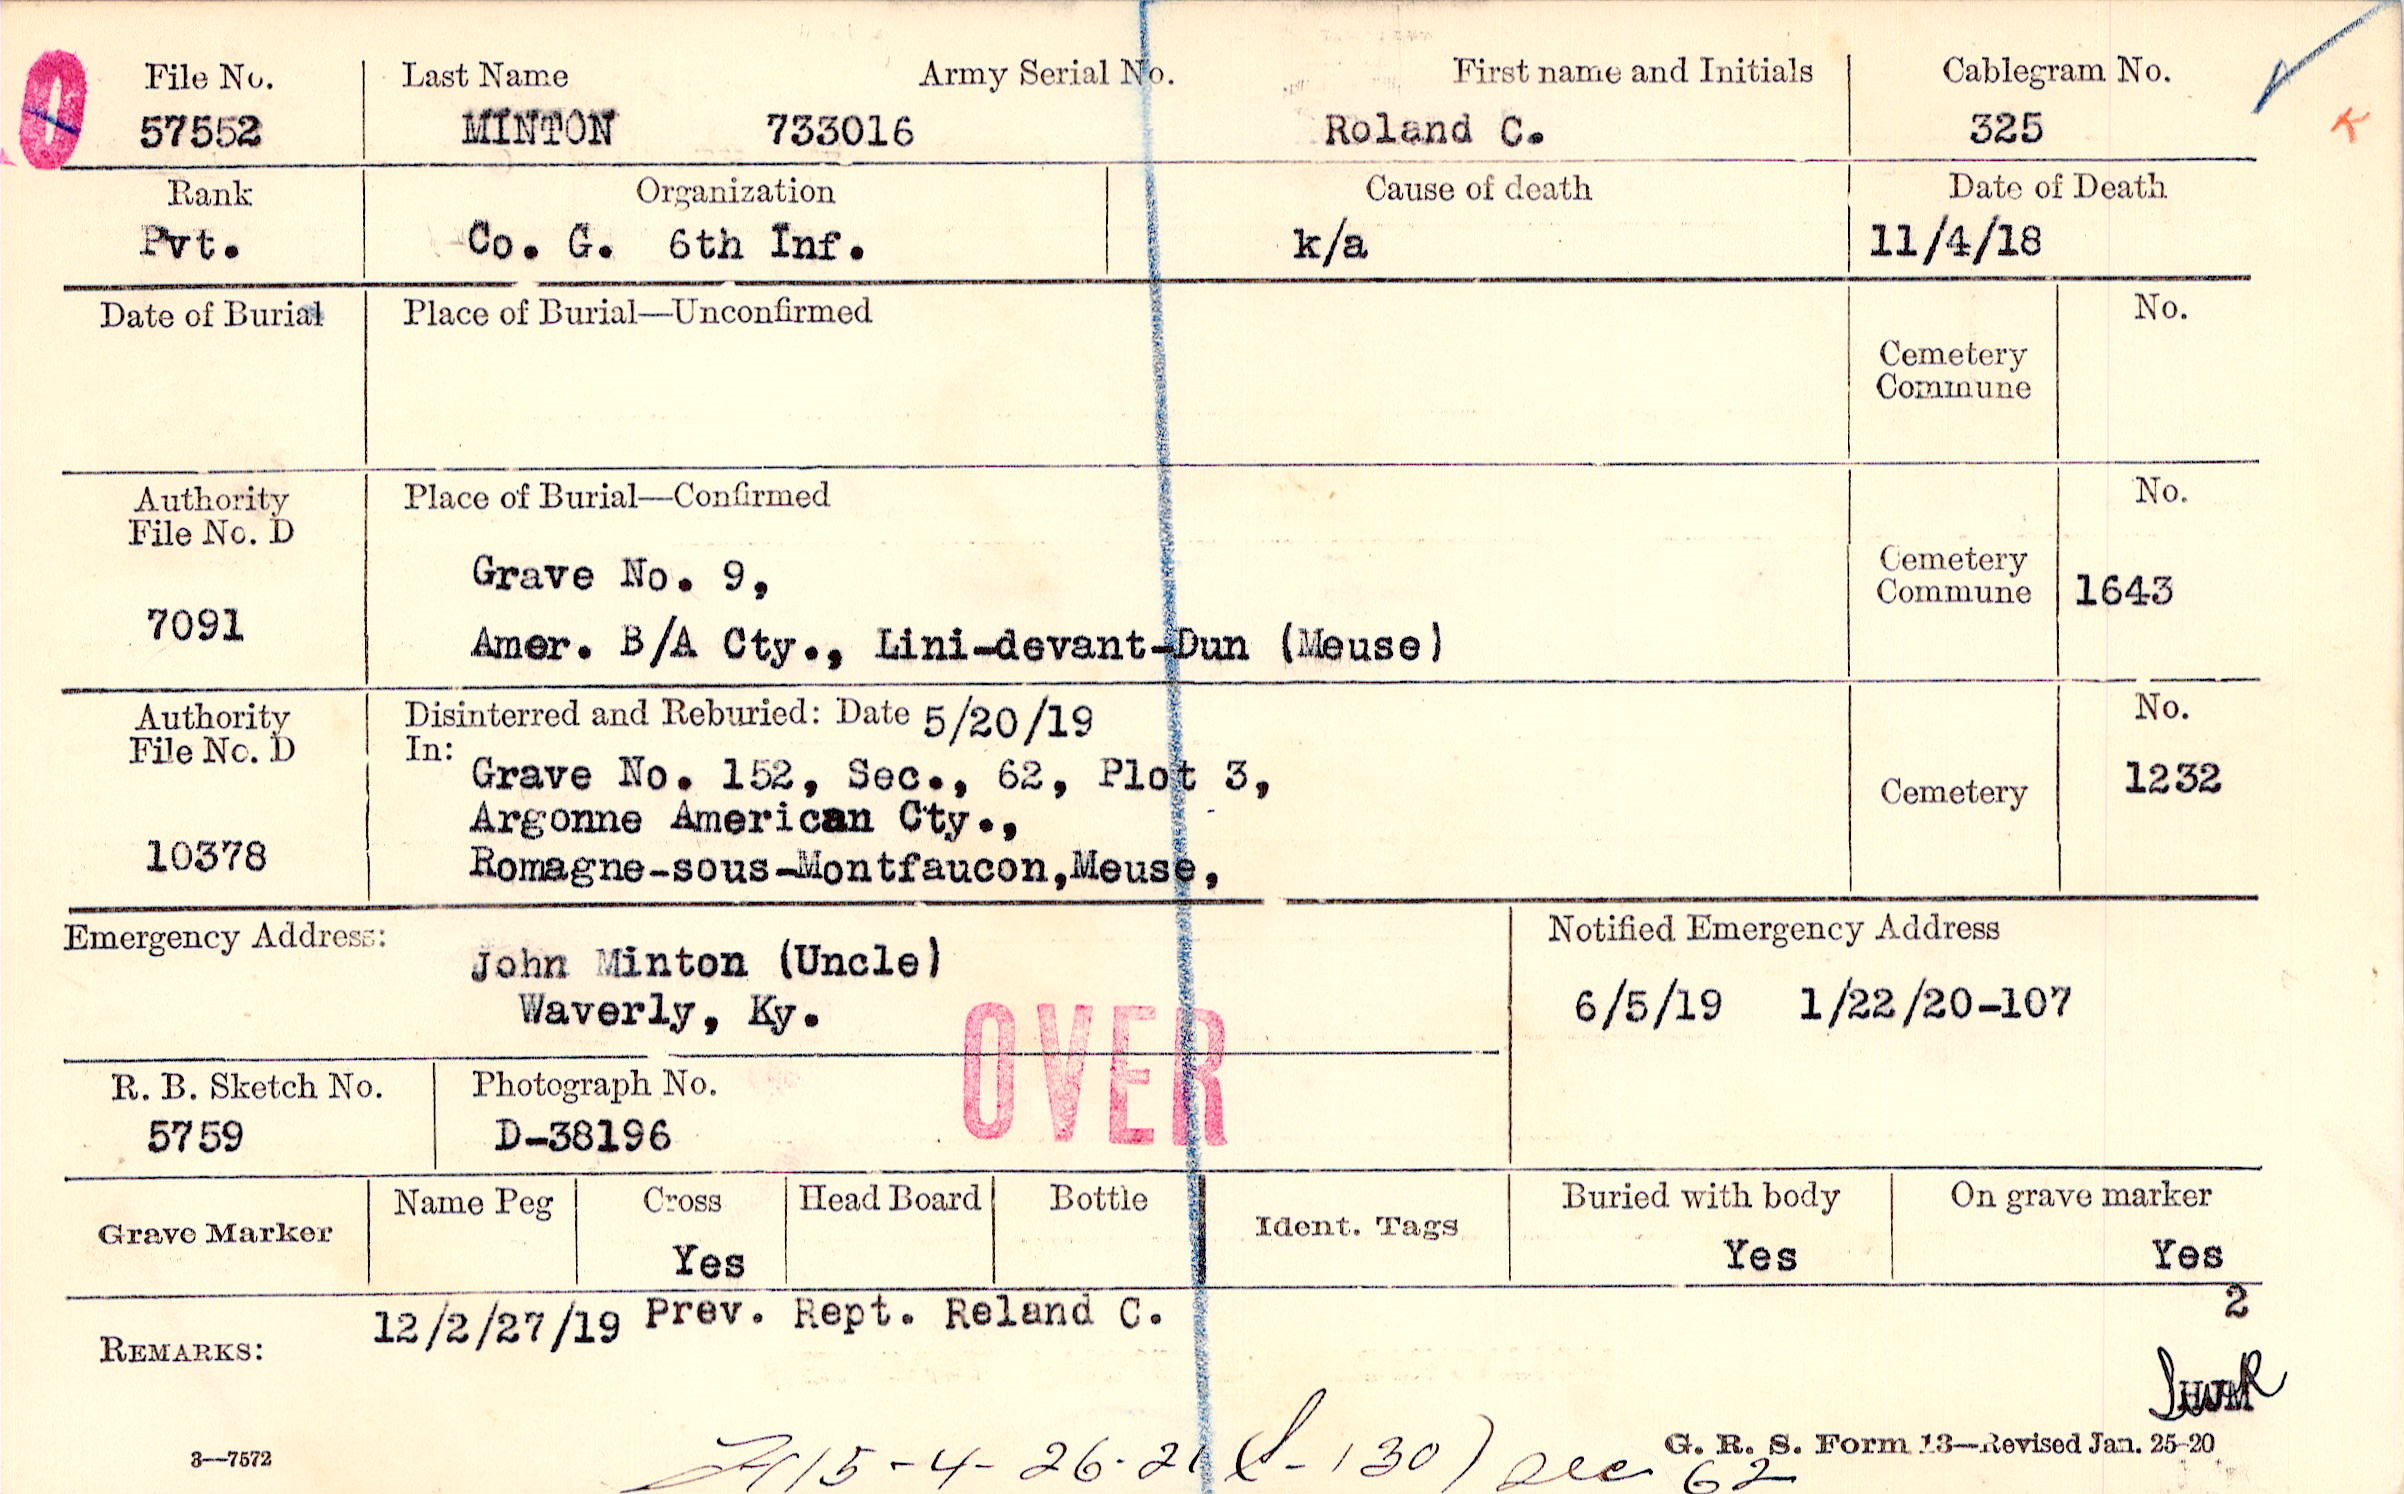 File No. Last Name Army Serial No. First name and Initials Cablegram No.
57552 MINTON 733016 Roland C. 325
K
Rank Organization Cause of death Date of Death
Pvt. Co. G. 6th Inf. k/a 11/4/18
Date of Burial Place of Burial—Unconfirmed No.
Cemetery
Commune
Authority Place of Burial—Confirmed No.
File No. D
Grave No. 9,
Cemetery
Commune 1643
7091
Amer. B/A Cty., Lini-devant-Dun (Meuse)
Authority Disinterred and Reburied: Date 5/20/19 No.
File No. D In:
Grave No. 152, Sec., 62, Plot 3, 1232
Cemetery
Argonne American Cty.,
10378
Romagne-sous-Montfaucon,Meuse,
Emergency Address: Notified Emergency Address
John Minton (Uncle)
Waverly, Ky. 6/5/19 1/22/20-107
OVER
R. B. Sketch No. Photograph No.
5759 D-38196
Grave Marker Name Peg Cross Head Board Bottle Ident. Tags Buried with body On grave marker
Yes Yes Yes
2
REMARKS: 12/2/27/19 Prev. Rept. Reland C.
G. R. S. Form 13—Revised Jan. 25-20
3—7572
15-4-26-21 (S-130) Sec 62